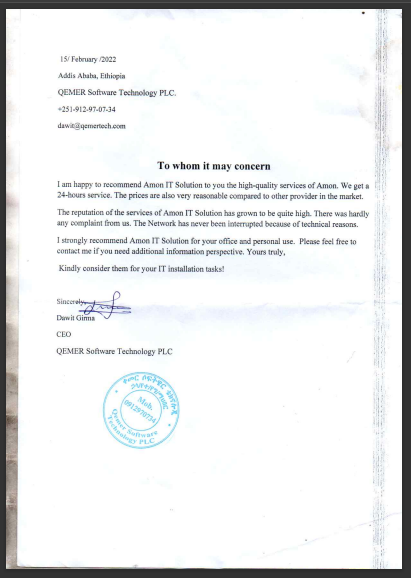 15/ February /2022
Addis Ababa, Ethiopia
QEMER Software Technology PLC.
+251-912-97-07-34
dawit@qemertech.com
To whom it may concern
I am happy to recommend Amon IT Solution to you the high-quality services of Amon. We get a
24-hours service. The prices are also very reasonable compared to other provider in the market.
The reputation of the services of Amon IT Solution has grown to be quite high. There was hardly
any complaint from us. The Network has never been interrupted because of technical reasons.
I strongly recommend Amon IT Solution for your office and personal use.  Please feel free to
contact me if you need additional information perspective. Yours truly,
Kindly consider them for your IT installation tasks!
Sincerely,
Dawit Girma
CEO
QEMER Software Technology PLC
Mob.
0912970734
Qemer Software
Technology PLC